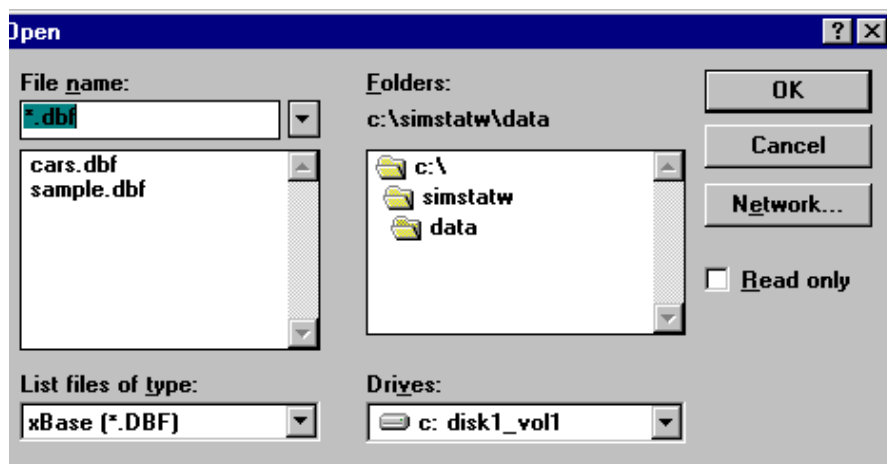 Open
File name:
*.dbf
cars.dbf
sample.dbf
List files of type:
xBase (*.DBF)
Folders:
c:\simstatw\data
c:\
simstatw
data
Drives:
c: disk1_vol1
OK
Cancel
Network...
Read only